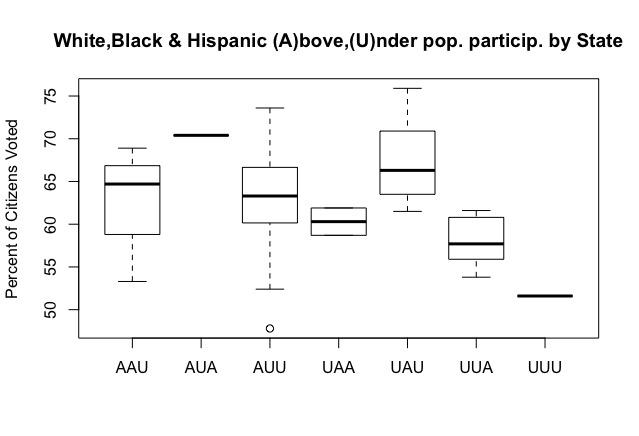 White,Black & Hispanic (A)bove,(U)nder pop. particip. by State
Percent of Citizens Voted
75
70
65
60
55
50
AAU AUA AUU UAA UAU UUA UUU